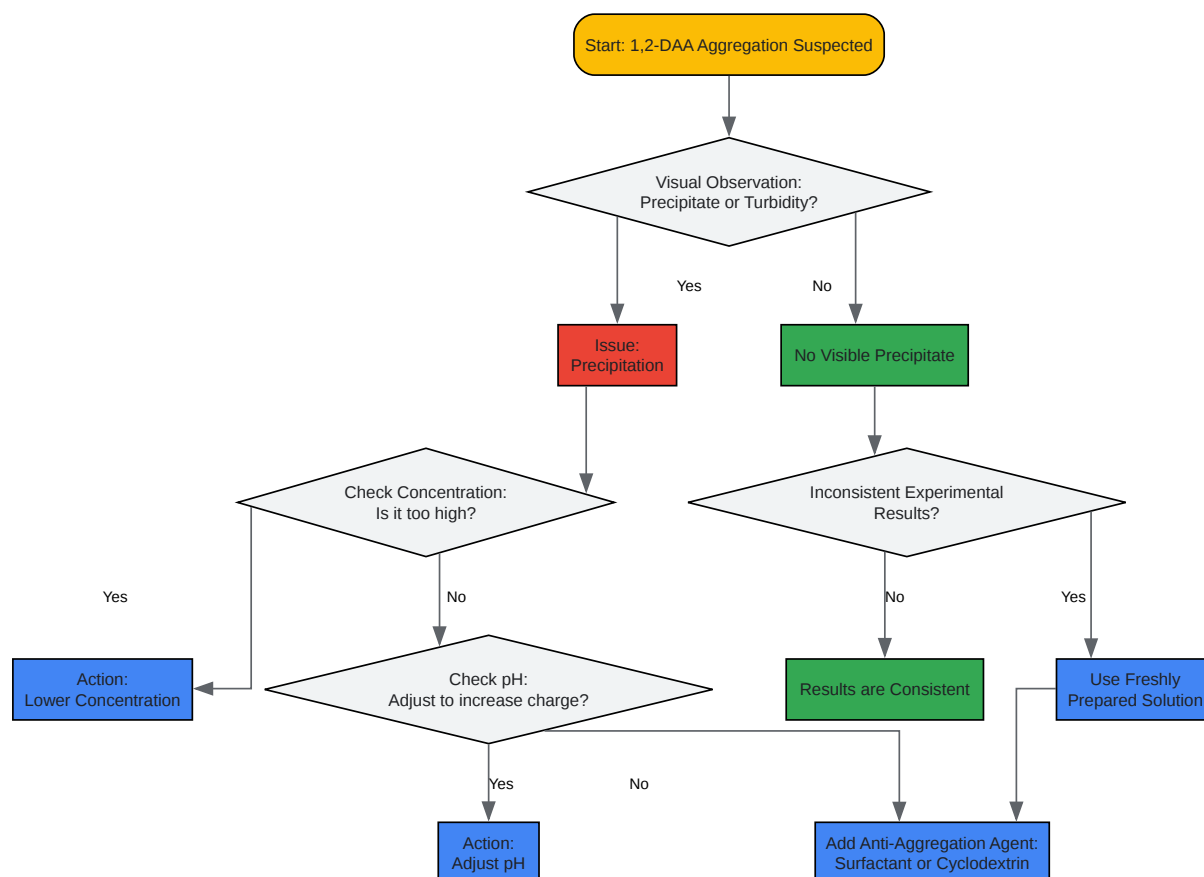 Start: 1,2-DAA Aggregation Suspected
Visual Observation:
Precipitate or Turbidity?
Yes
No
Issue:
Precipitation
No Visible Precipitate
Check Concentration:
Is it too high?
Inconsistent Experimental
Results?
Yes
No
No
Yes
Action:
Lower Concentration
Check pH:
Adjust to increase charge?
Results are Consistent
Use Freshly
Prepared Solution
Yes
No
Action:
Adjust pH
Add Anti-Aggregation Agent:
Surfactant or Cyclodextrin